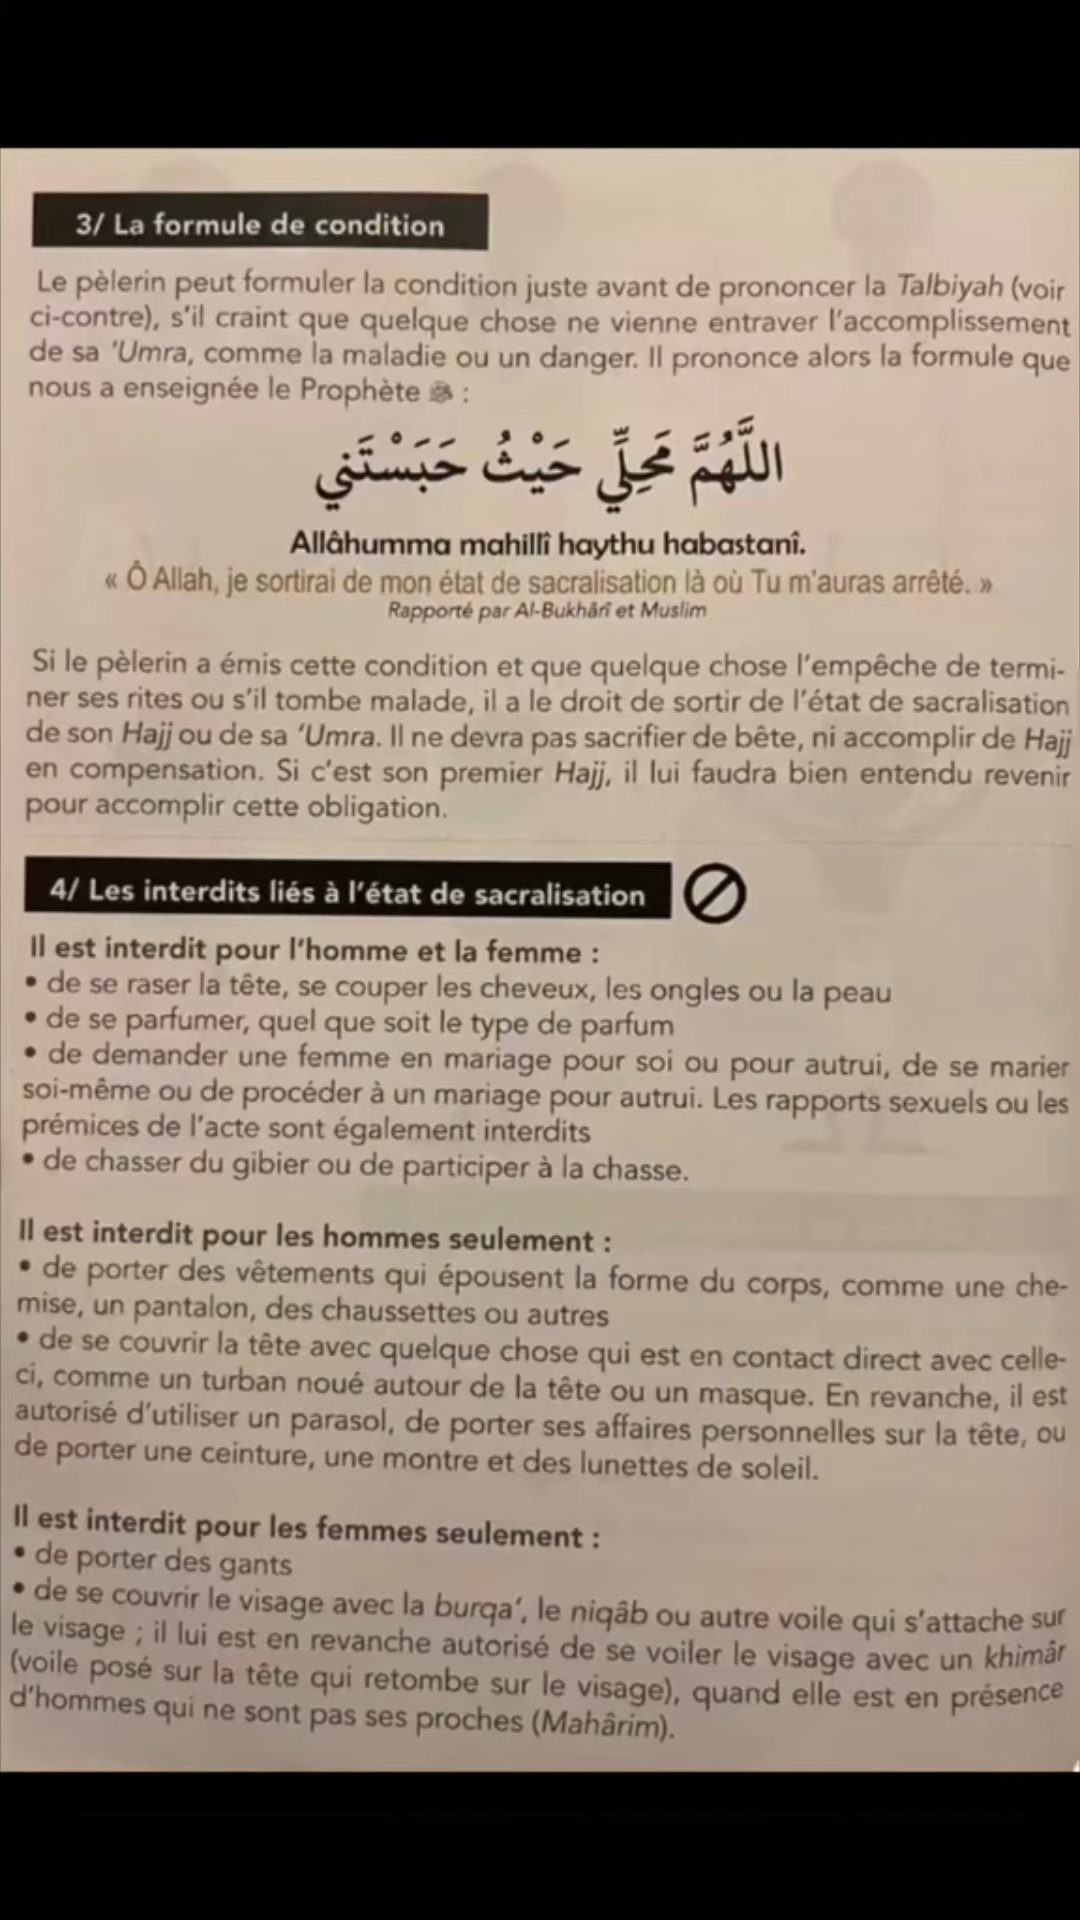 3/ La formule de condition
Le pèlerin peut formuler la condition juste avant de prononcer la Talbiyah (voir
ci-contre), s'il craint que quelque chose ne vienne entraver l'accomplissement
de sa 'Umra, comme la maladie ou un danger. Il prononce alors la formule que
nous a enseignée le Prophète ﷺ :
اللَّهُمَّ مَحِلِّي حَيْثُ حَبَسْتَنِي
Allâhumma mahillî haythu habastanî.
« Ô Allah, je sortirai de mon état de sacralisation là où Tu m'auras arrêté. »
Rapporté par Al-Bukhârî et Muslim
Si le pèlerin a émis cette condition et que quelque chose l'empêche de termi-
ner ses rites ou s'il tombe malade, il a le droit de sortir de l'état de sacralisation
de son Hajj ou de sa 'Umra. Il ne devra pas sacrifier de bête, ni accomplir de Hajj
en compensation. Si c'est son premier Hajj, il lui faudra bien entendu revenir
pour accomplir cette obligation.
4/ Les interdits liés à l'état de sacralisation
Il est interdit pour l'homme et la femme :
• de se raser la tête, se couper les cheveux, les ongles ou la peau
• de se parfumer, quel que soit le type de parfum
• de demander une femme en mariage pour soi ou pour autrui, de se marier
soi-même ou de procéder à un mariage pour autrui. Les rapports sexuels ou les
prémices de l'acte sont également interdits
• de chasser du gibier ou de participer à la chasse.
Il est interdit pour les hommes seulement :
• de porter des vêtements qui épousent la forme du corps, comme une che-
mise, un pantalon, des chaussettes ou autres
• de se couvrir la tête avec quelque chose qui est en contact direct avec celle-
ci, comme un turban noué autour de la tête ou un masque. En revanche, il est
autorisé d'utiliser un parasol, de porter ses affaires personnelles sur la tête, ou
de porter une ceinture, une montre et des lunettes de soleil.
Il est interdit pour les femmes seulement :
• de porter des gants
• de se couvrir le visage avec la burqa', le niqâb ou autre voile qui s'attache sur
le visage ; il lui est en revanche autorisé de se voiler le visage avec un khimâr
(voile posé sur la tête qui retombe sur le visage), quand elle est en présence
d'hommes qui ne sont pas ses proches (Mahârim).